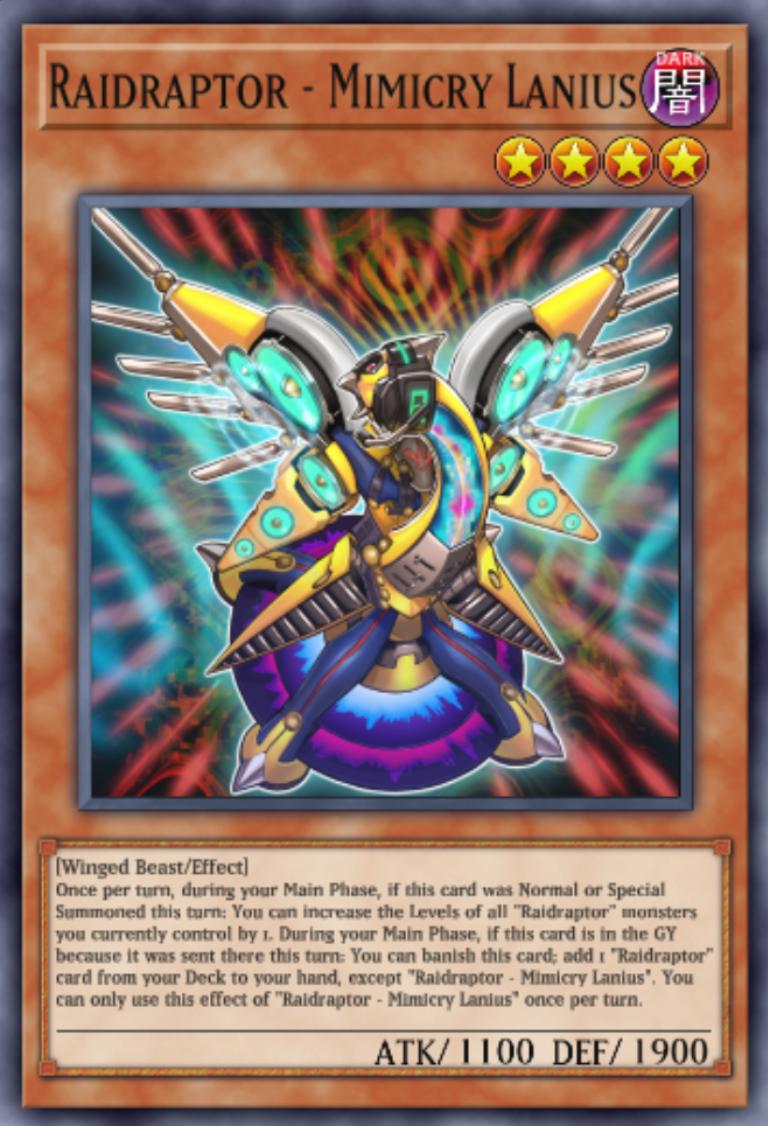 RAIDRAPTOR - MIMICRY LANIUS
DARK
闇
[Winged Beast/Effect]
Once per turn, during your Main Phase, if this card was Normal or Special
Summoned this turn: You can increase the Levels of all "Raidraptor" monsters
you currently control by 1. During your Main Phase, if this card is in the GY
because it was sent there this turn: You can banish this card; add 1 "Raidraptor"
card from your Deck to your hand, except "Raidraptor - Mimicry Lanius". You
can only use this effect of "Raidraptor - Mimicry Lanius" once per turn.
ATK/ 1100 DEF/ 1900